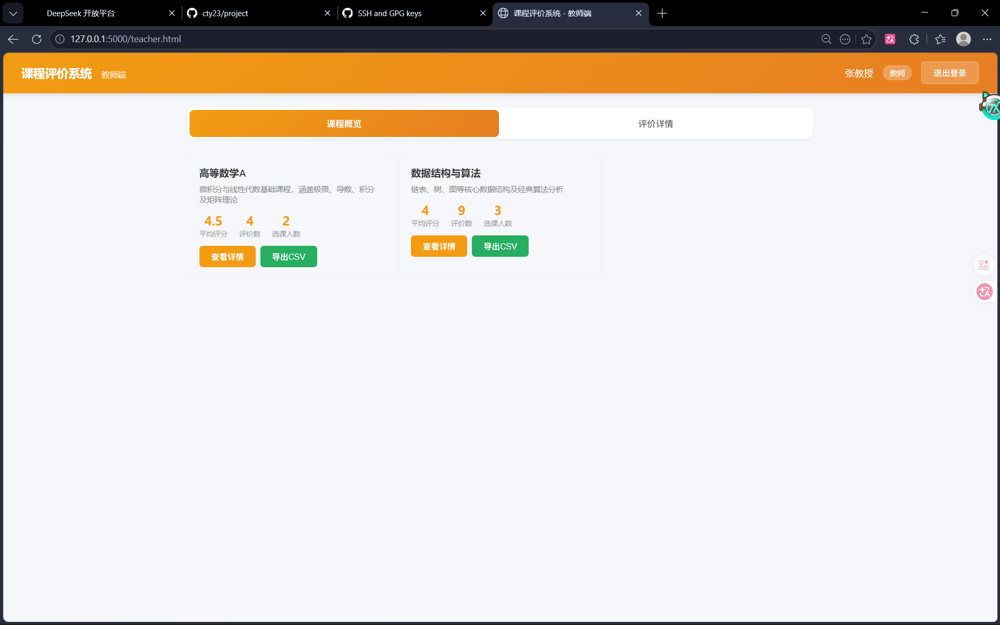 DeepSeek 开放平台
cty23/project
SSH and GPG keys
课程评价系统 - 教师端
127.0.0.1:5000/teacher.html
课程评价系统 教师端
张教授 教师 退出登录
课程概览 评价详情
高等数学A
微积分与线性代数基础课程，涵盖极限、导数、积分
及矩阵理论
4.5 4 2
平均评分 评价数 选课人数
查看详情 导出CSV
数据结构与算法
链表、树、图等核心数据结构及经典算法分析
4 9 3
平均评分 评价数 选课人数
查看详情 导出CSV
7X